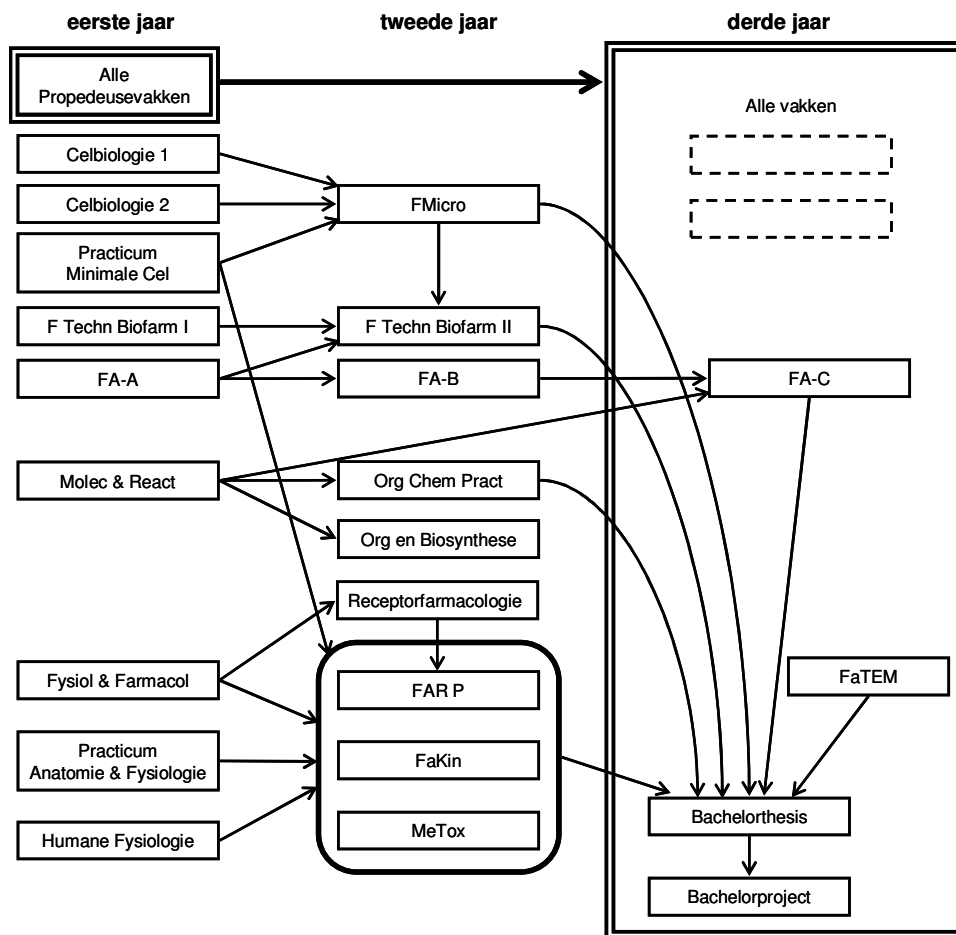 eerste jaar
tweede jaar
derde jaar
Alle
Propedeusevakken
Alle vakken
Celbiologie 1
Celbiologie 2
FMicro
Practicum
Minimale Cel
F Techn Biofarm I
F Techn Biofarm II
FA-A
FA-B
FA-C
Molec & React
Org Chem Pract
Org en Biosynthese
Receptorfarmacologie
Fysiol & Farmacol
FAR P
FaTEM
Practicum
Anatomie & Fysiologie
FaKin
Humane Fysiologie
MeTox
Bachelorthesis
Bachelorproject